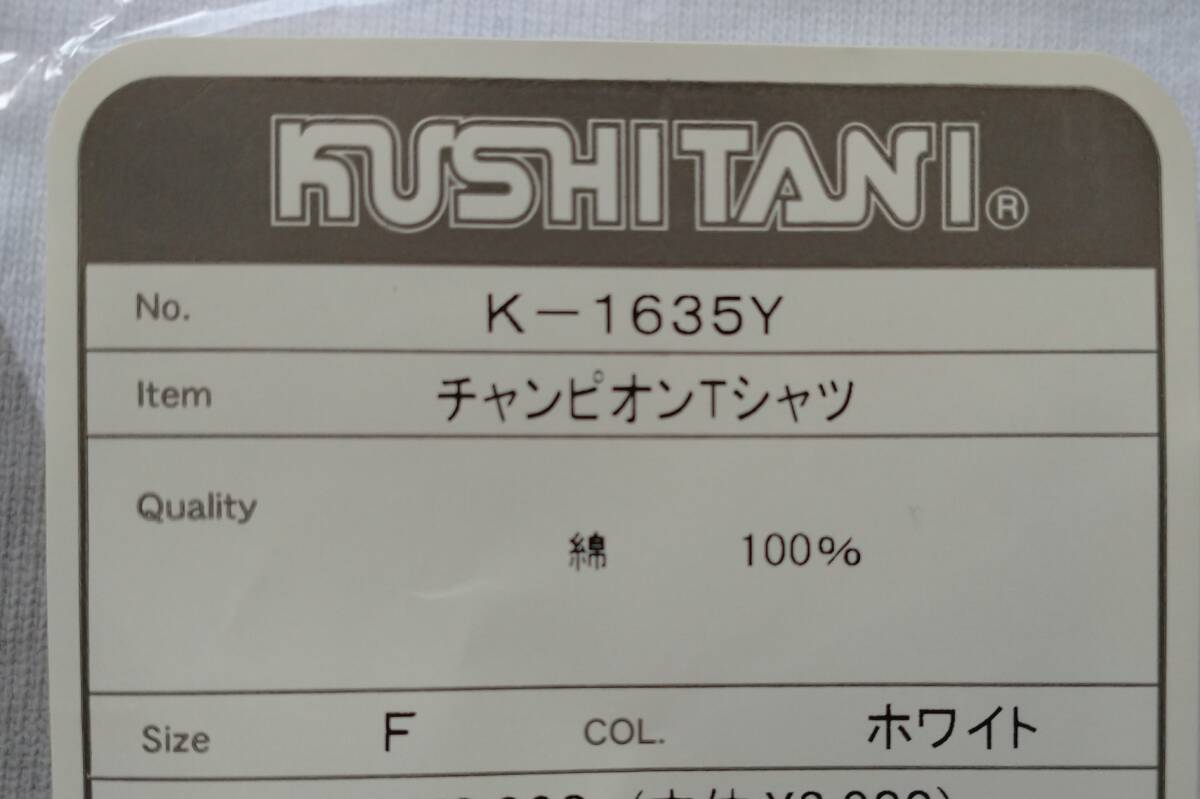 KUSHITANI®
No. K-1635Y
Item チャンピオンTシャツ
Quality
綿 100%
Size F COL. ホワイト